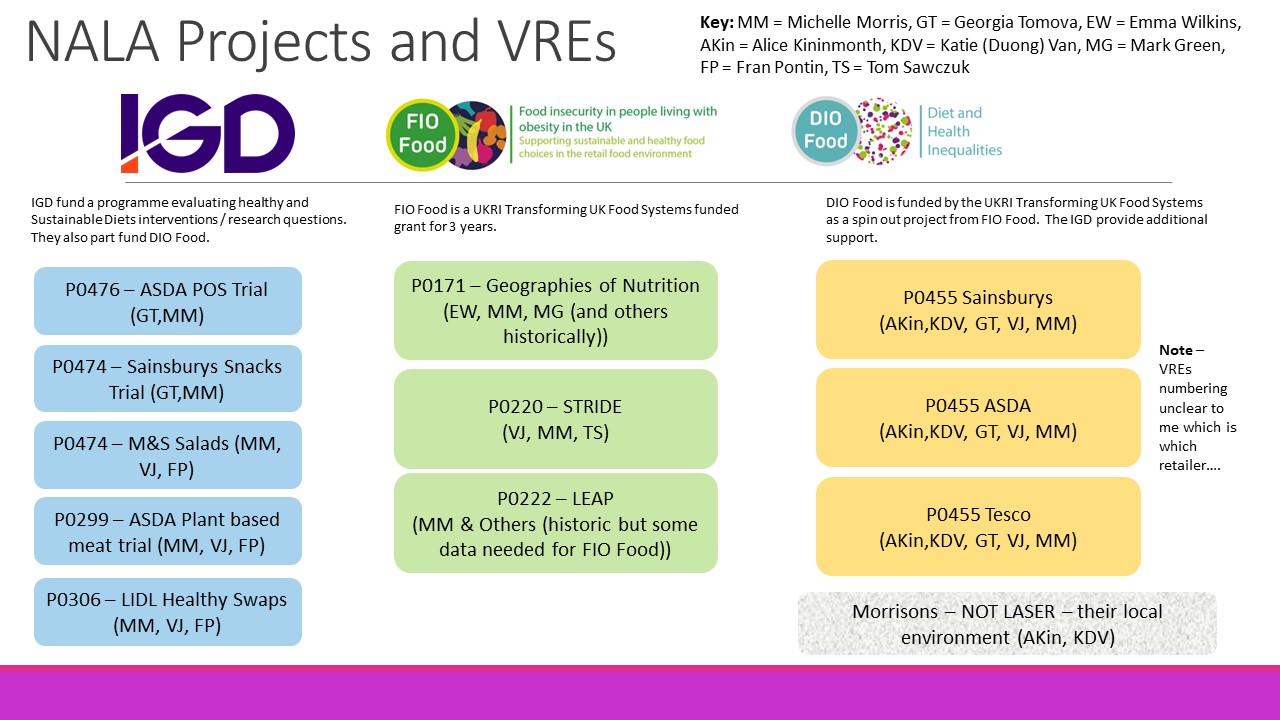 NALA Projects and VREs
Key: MM = Michelle Morris, GT = Georgia Tomova, EW = Emma Wilkins,
AKin = Alice Kininmonth, KDV = Katie (Duong) Van, MG = Mark Green,
FP = Fran Pontin, TS = Tom Sawczuk
IGD
FIO
Food
Food insecurity in people living with
obesity in the UK
Supporting sustainable and healthy food
choices in the retail food environment
DIO
Food
Diet and
Health
Inequalities
IGD fund a programme evaluating healthy and
Sustainable Diets interventions / research questions.
They also part fund DIO Food.
P0476 – ASDA POS Trial
(GT,MM)
P0474 – Sainsburys Snacks
Trial (GT,MM)
P0474 – M&S Salads (MM,
VJ, FP)
P0299 – ASDA Plant based
meat trial (MM, VJ, FP)
P0306 – LIDL Healthy Swaps
(MM, VJ, FP)
FIO Food is a UKRI Transforming UK Food Systems funded
grant for 3 years.
P0171 – Geographies of Nutrition
(EW, MM, MG (and others
historically))
P0220 – STRIDE
(VJ, MM, TS)
P0222 – LEAP
(MM & Others (historic but some
data needed for FIO Food))
DIO Food is funded by the UKRI Transforming UK Food Systems
as a spin out project from FIO Food. The IGD provide additional
support.
P0455 Sainsburys
(AKin,KDV, GT, VJ, MM)
P0455 ASDA
(AKin,KDV, GT, VJ, MM)
P0455 Tesco
(AKin,KDV, GT, VJ, MM)
Morrisons – NOT LASER – their local
environment (AKin, KDV)
Note –
VREs
numbering
unclear to
me which is
which
retailer....